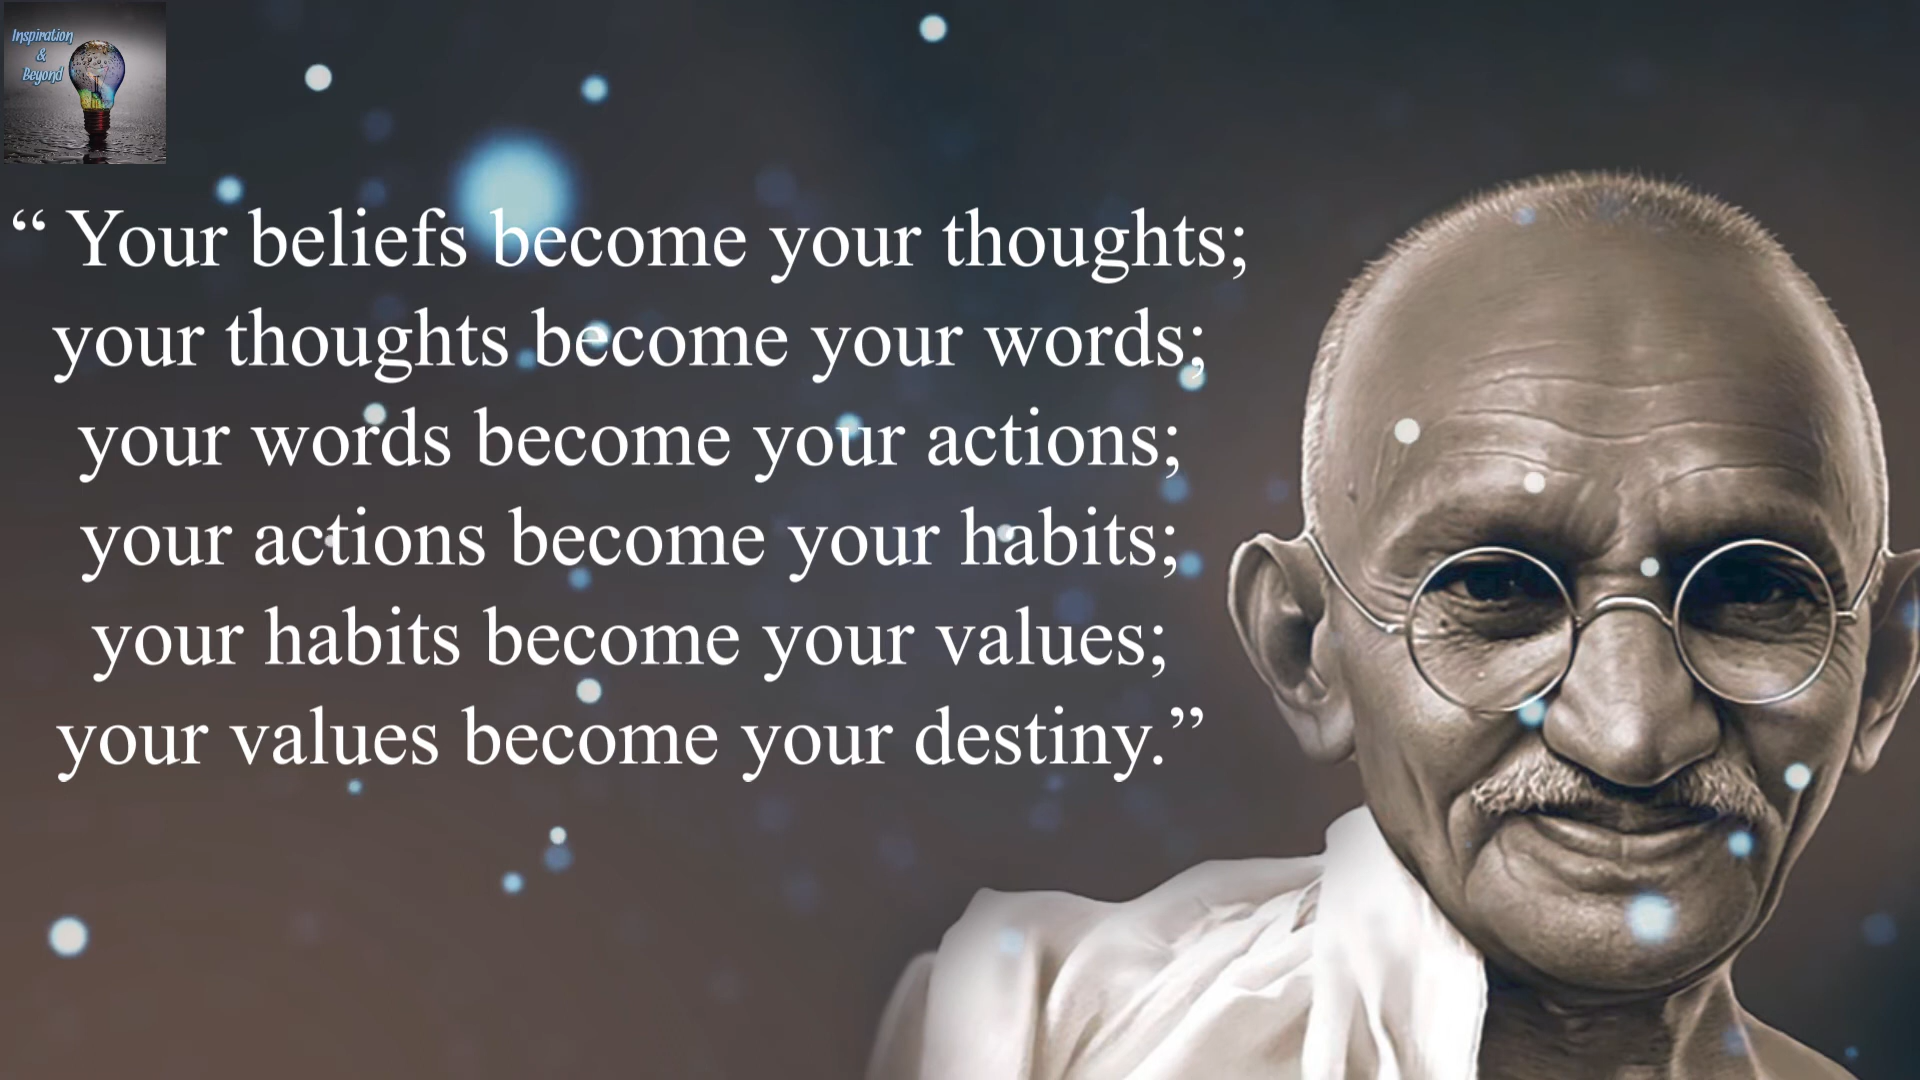 Inspiration
&
Beyond
“ Your beliefs become your thoughts;
your thoughts become your words;
your words become your actions;
your actions become your habits;
your habits become your values;
your values become your destiny.”